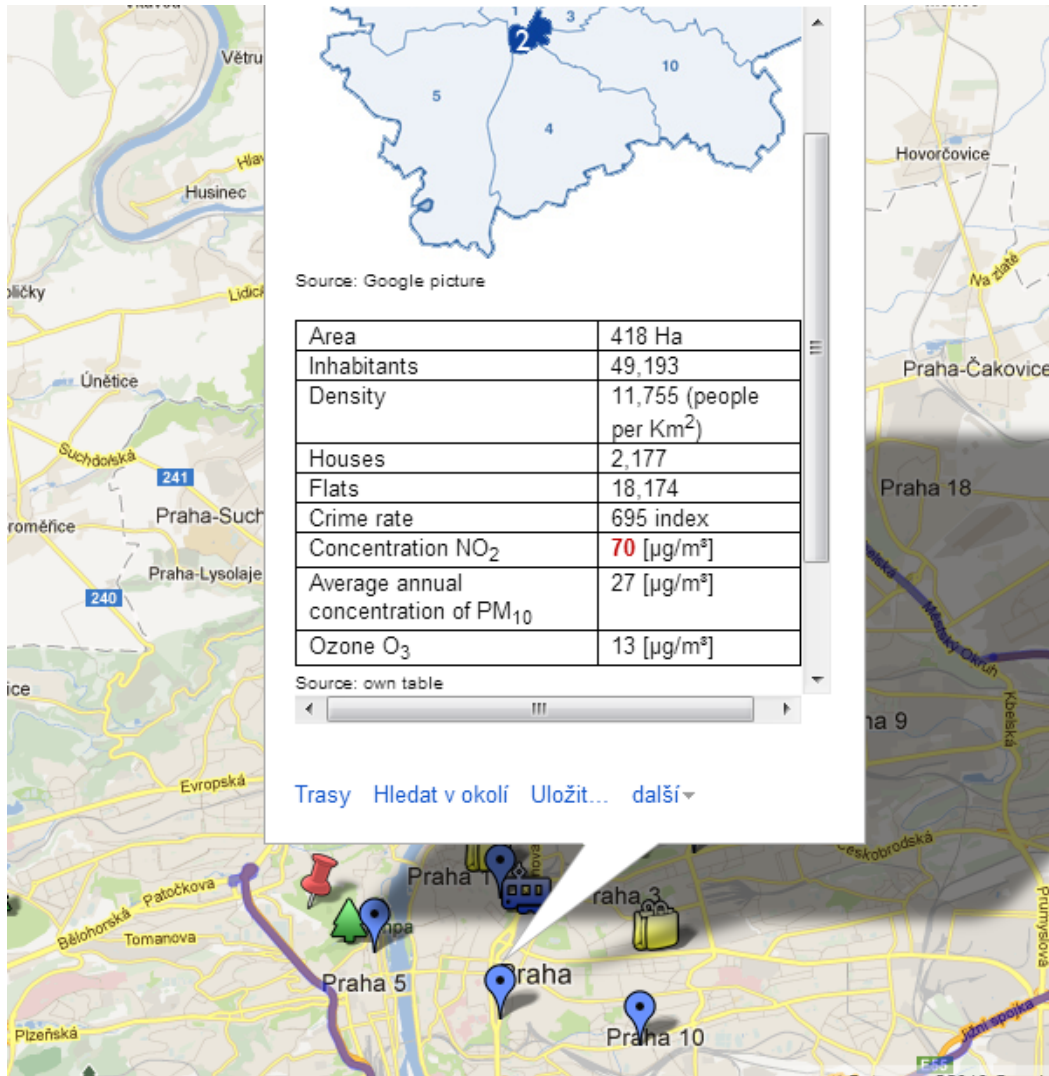 Větru
Husinec
Lidick
Únětice
Suchdolská
241
Praha-Such
Praha-Lysolaje
240
Evropská
1
3
2
10
5
4
Source: Google picture
Area 418 Ha
Inhabitants 49,193
Density 11,755 (people
per Km²)
Houses 2,177
Flats 18,174
Crime rate 695 index
Concentration NO₂ 70 [µg/m³]
Average annual 27 [µg/m³]
concentration of PM₁₀
Ozone O₃ 13 [µg/m³]
Source: own table
Trasy Hledat v okolí Uložit... další
Hovorčovice
Na zlaté
Praha-Čakovice
Praha 18
Městský Okruh
Kbelská
ha 9
Českobrodská
Průmyslová
Patočkova
Praha 1
raha 3
Bělohorská
Tomanova
mpa
Praha 5
Praha
Praha 10
Plzeňská
Jižní spojka
E55